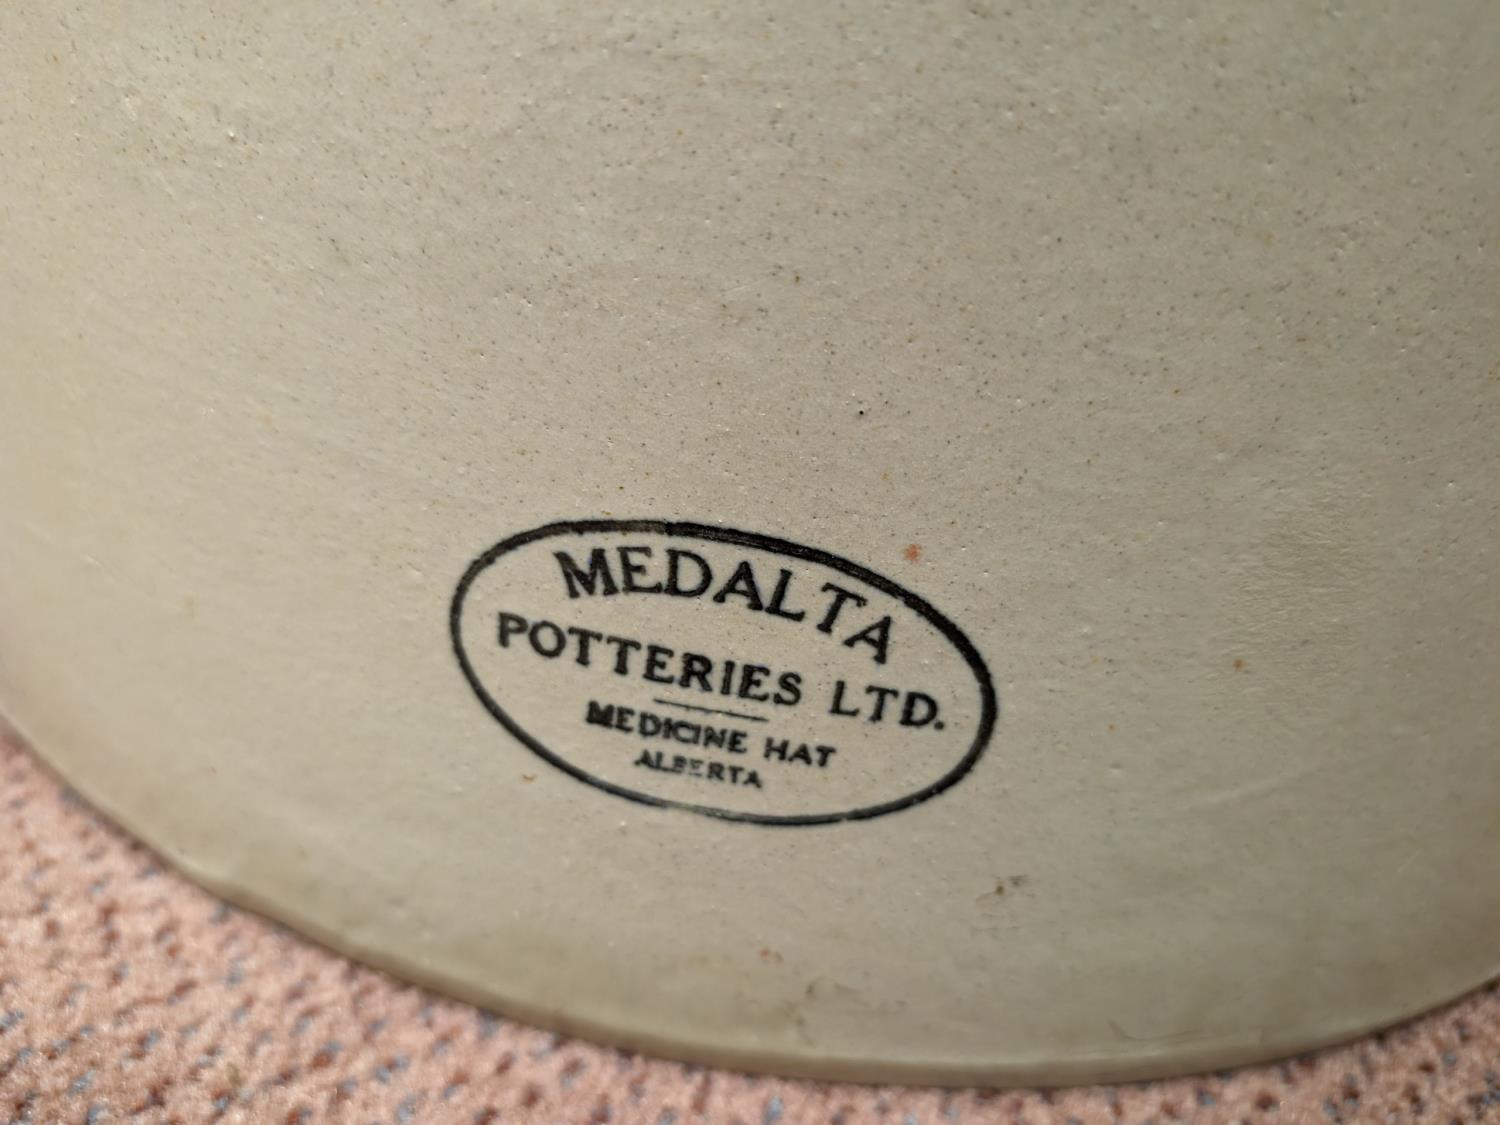 MEDALTA
POTTERIES LTD.
MEDICINE HAT
ALBERTA